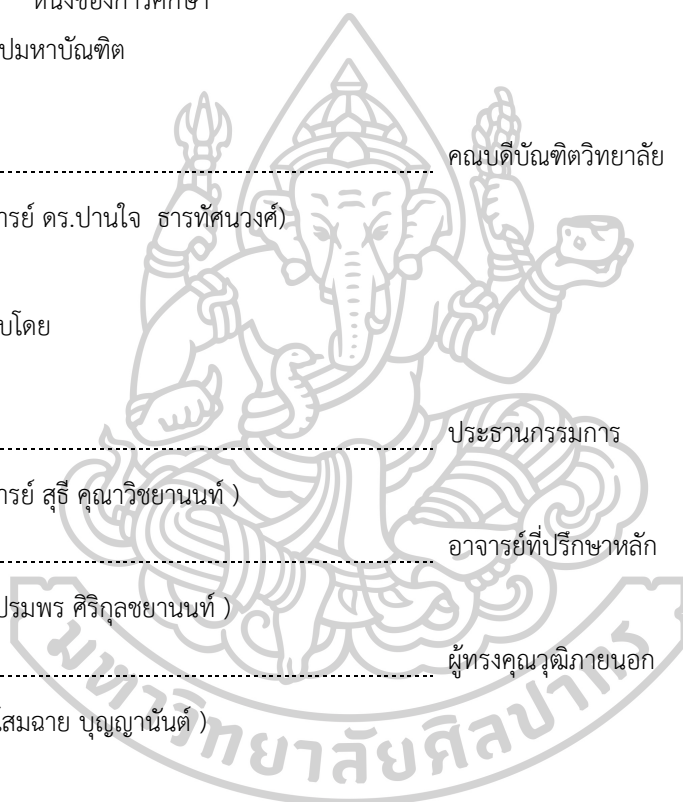 หนึ่งของการศึกษา
ปมหาบัณฑิต
คณบดีบัณฑิตวิทยาลัย
ารย์ ดร.ปานใจ ธารทัศนวงศ์)
บโดย
ประธานกรรมการ
ารย์ สุธี คุณาวิชยานนท์ )
อาจารย์ที่ปรึกษาหลัก
ปรมพร ศิริกุลชยานนท์ )
ผู้ทรงคุณวุฒิภายนอก
โสมฉาย บุญญานันต์ )
มหาวิทยาลัยศิลปากร